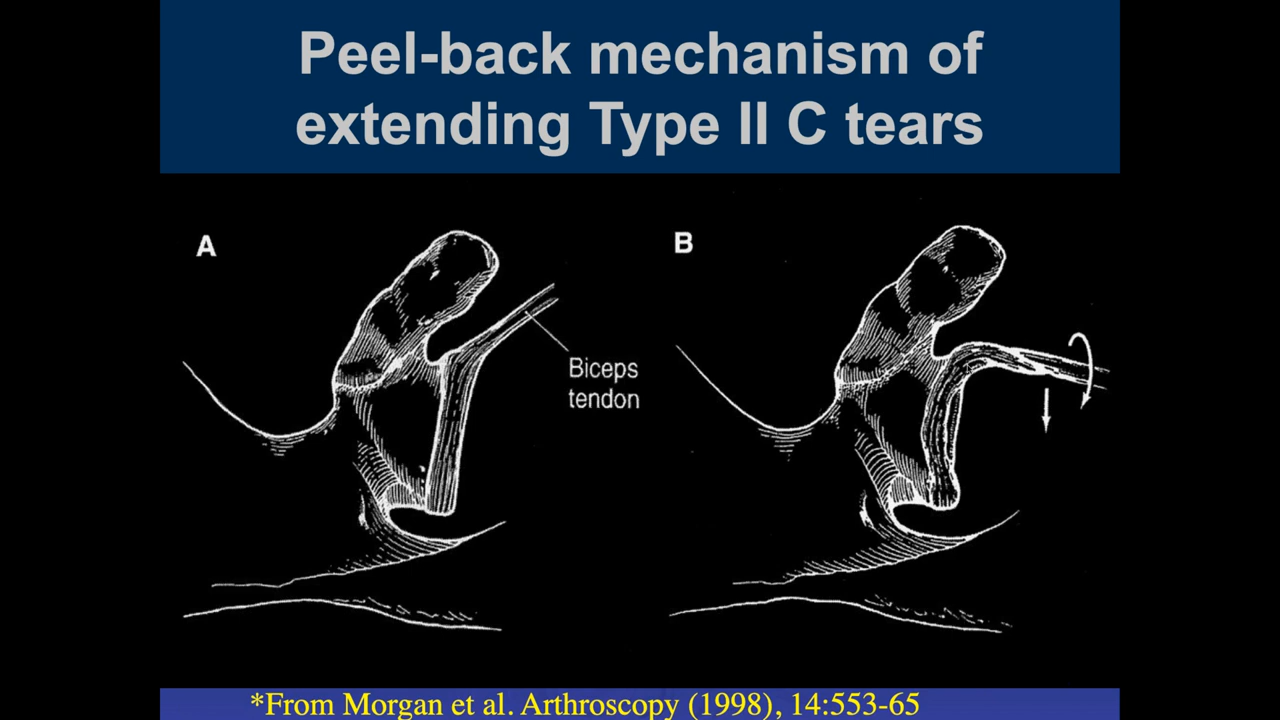 Peel-back mechanism of
extending Type II C tears
A
B
Biceps
tendon
*From Morgan et al. Arthroscopy (1998), 14:553-65